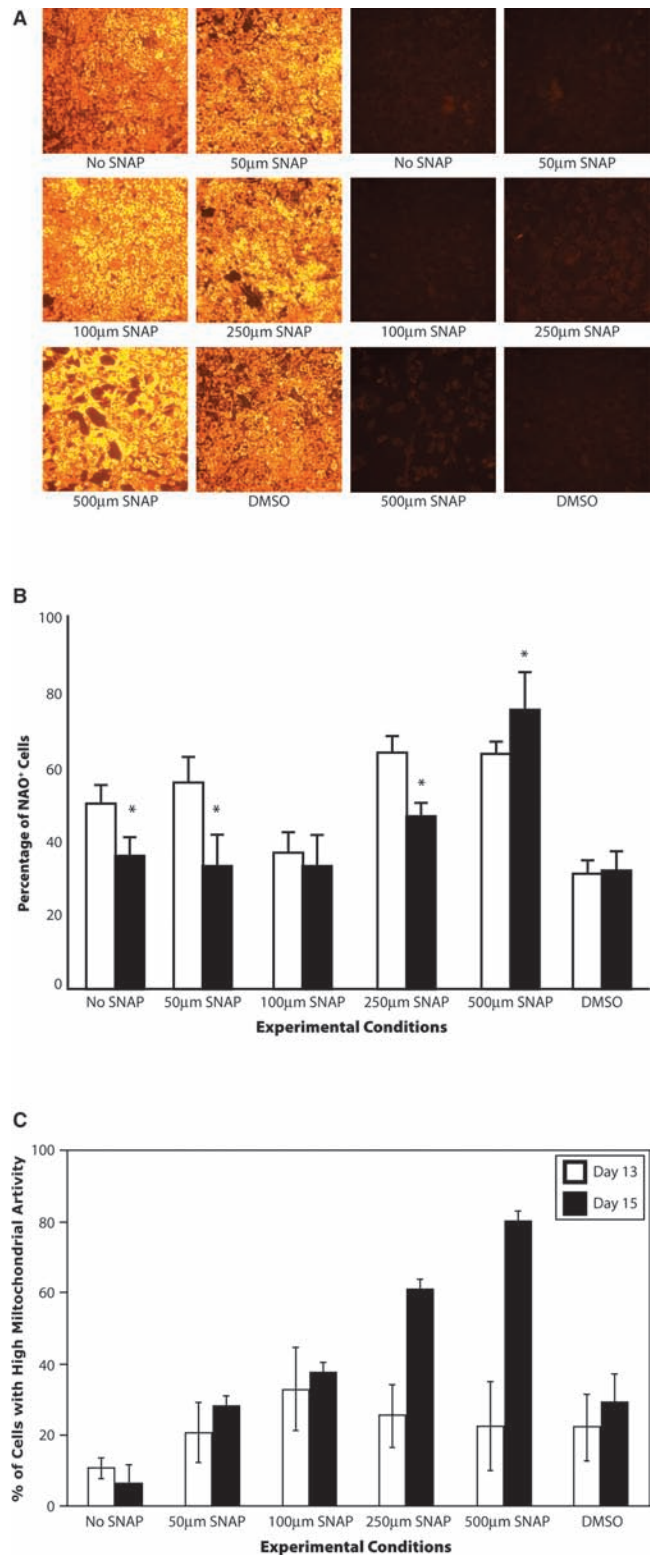 A
No SNAP 50μm SNAP No SNAP 50μm SNAP
100μm SNAP 250μm SNAP 100μm SNAP 250μm SNAP
500μm SNAP DMSO 500μm SNAP DMSO
B
100
80
60
40
20
0
Percentage of NAO⁺ Cells
*
*
*
*
No SNAP 50μm SNAP 100μm SNAP 250μm SNAP 500μm SNAP DMSO
Experimental Conditions
C
100
80
60
40
20
0
% of Cells with High Miltochondrial Artivity
Day 13
Day 15
No SNAP 50μm SNAP 100μm SNAP 250μm SNAP 500μm SNAP DMSO
Experimental Conditions